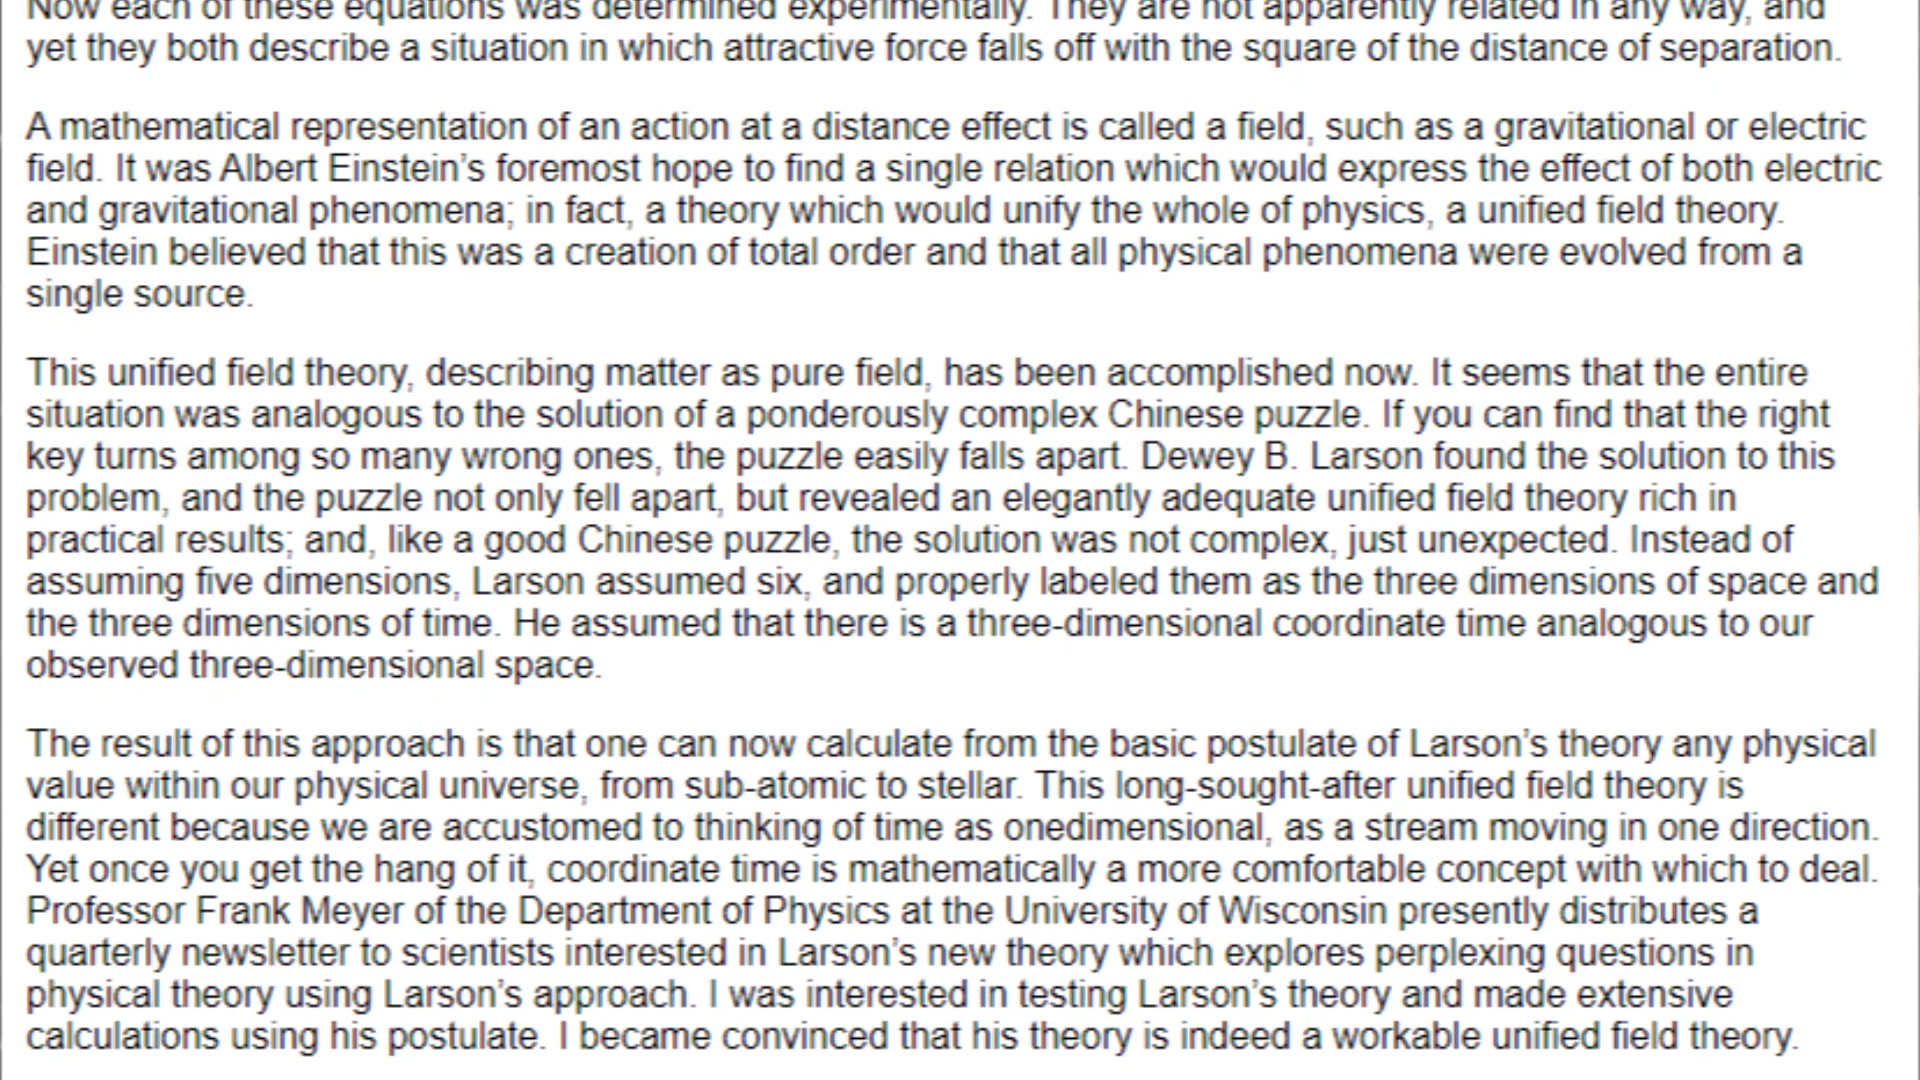 Now each of these equations was determined experimentally. They are not apparently related in any way, and
yet they both describe a situation in which attractive force falls off with the square of the distance of separation.
A mathematical representation of an action at a distance effect is called a field, such as a gravitational or electric
field. It was Albert Einstein’s foremost hope to find a single relation which would express the effect of both electric
and gravitational phenomena; in fact, a theory which would unify the whole of physics, a unified field theory.
Einstein believed that this was a creation of total order and that all physical phenomena were evolved from a
single source.
This unified field theory, describing matter as pure field, has been accomplished now. It seems that the entire
situation was analogous to the solution of a ponderously complex Chinese puzzle. If you can find that the right
key turns among so many wrong ones, the puzzle easily falls apart. Dewey B. Larson found the solution to this
problem, and the puzzle not only fell apart, but revealed an elegantly adequate unified field theory rich in
practical results; and, like a good Chinese puzzle, the solution was not complex, just unexpected. Instead of
assuming five dimensions, Larson assumed six, and properly labeled them as the three dimensions of space and
the three dimensions of time. He assumed that there is a three-dimensional coordinate time analogous to our
observed three-dimensional space.
The result of this approach is that one can now calculate from the basic postulate of Larson’s theory any physical
value within our physical universe, from sub-atomic to stellar. This long-sought-after unified field theory is
different because we are accustomed to thinking of time as onedimensional, as a stream moving in one direction.
Yet once you get the hang of it, coordinate time is mathematically a more comfortable concept with which to deal.
Professor Frank Meyer of the Department of Physics at the University of Wisconsin presently distributes a
quarterly newsletter to scientists interested in Larson’s new theory which explores perplexing questions in
physical theory using Larson’s approach. I was interested in testing Larson’s theory and made extensive
calculations using his postulate. I became convinced that his theory is indeed a workable unified field theory.